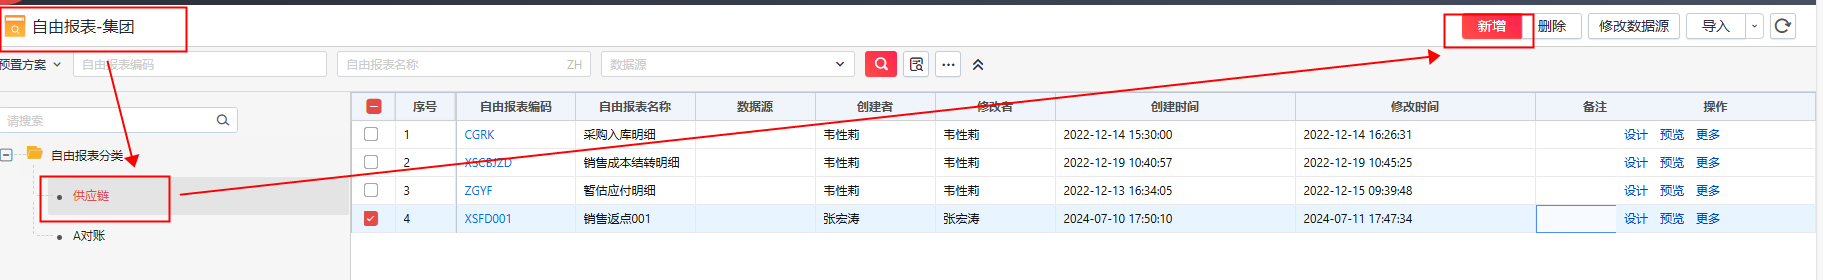 自由报表-集团
新增 删除 修改数据源 导入
预置方案 自由报表编码 自由报表名称 ZH 数据源
请搜索
自由报表分类
供应链
A对账
序号 自由报表编码 自由报表名称 数据源 创建者 修改者 创建时间 修改时间 备注 操作
1 CGRK 采购入库明细 韦性莉 韦性莉 2022-12-14 15:30:00 2022-12-14 16:26:31 设计 预览 更多
2 XSCBJZD 销售成本结转明细 韦性莉 韦性莉 2022-12-19 10:40:57 2022-12-19 10:45:25 设计 预览 更多
3 ZGYF 暂估应付明细 韦性莉 韦性莉 2022-12-13 16:34:05 2022-12-15 09:39:48 设计 预览 更多
4 XSFD001 销售返点001 张宏涛 张宏涛 2024-07-10 17:50:10 2024-07-11 17:47:34 设计 预览 更多